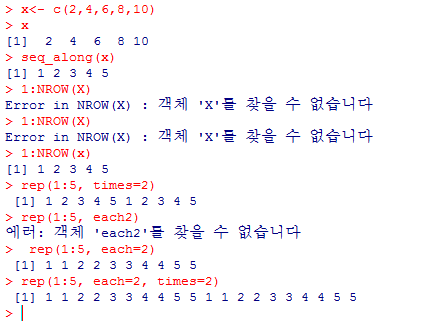 > x<- c(2,4,6,8,10)
> x
[1]  2  4  6  8 10
> seq_along(x)
[1] 1 2 3 4 5
> 1:NROW(X)
Error in NROW(X) : 객체 'X'를 찾을 수 없습니다
> 1:NROW(X)
Error in NROW(X) : 객체 'X'를 찾을 수 없습니다
> 1:NROW(x)
[1] 1 2 3 4 5
> rep(1:5, times=2)
 [1] 1 2 3 4 5 1 2 3 4 5
> rep(1:5, each2)
에러: 객체 'each2'를 찾을 수 없습니다
>  rep(1:5, each=2)
 [1] 1 1 2 2 3 3 4 4 5 5
> rep(1:5, each=2, times=2)
 [1] 1 1 2 2 3 3 4 4 5 5 1 1 2 2 3 3 4 4 5 5
>